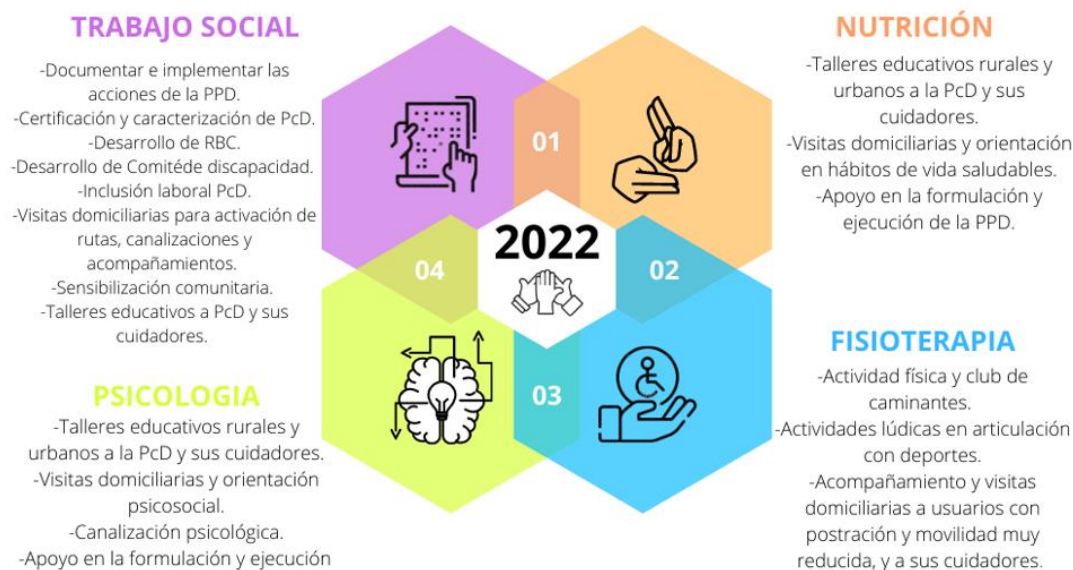 TRABAJO SOCIAL
-Documentar e implementar las
acciones de la PPD.
-Certificación y caracterización de PcD.
-Desarrollo de RBC.
-Desarrollo de Comitéde discapacidad.
-Inclusión laboral PcD.
-Visitas domiciliarias para activación de
rutas, canalizaciones y
acompañamientos.
-Sensibilización comunitaria.
-Talleres educativos a PcD y sus
cuidadores.
NUTRICIÓN
-Talleres educativos rurales y
urbanos a la PcD y sus
cuidadores.
-Visitas domiciliarias y orientación
en hábitos de vida saludables.
-Apoyo en la formulación y
ejecución de la PPD.
01
2022
04
02
03
PSICOLOGIA
-Talleres educativos rurales y
urbanos a la PcD y sus cuidadores.
-Visitas domiciliarias y orientación
psicosocial.
-Canalización psicológica.
-Apoyo en la formulación y ejecución
FISIOTERAPIA
-Actividad física y club de
caminantes.
-Actividades lúdicas en articulación
con deportes.
-Acompañamiento y visitas
domiciliarias a usuarios con
postración y movilidad muy
reducida, y a sus cuidadores.